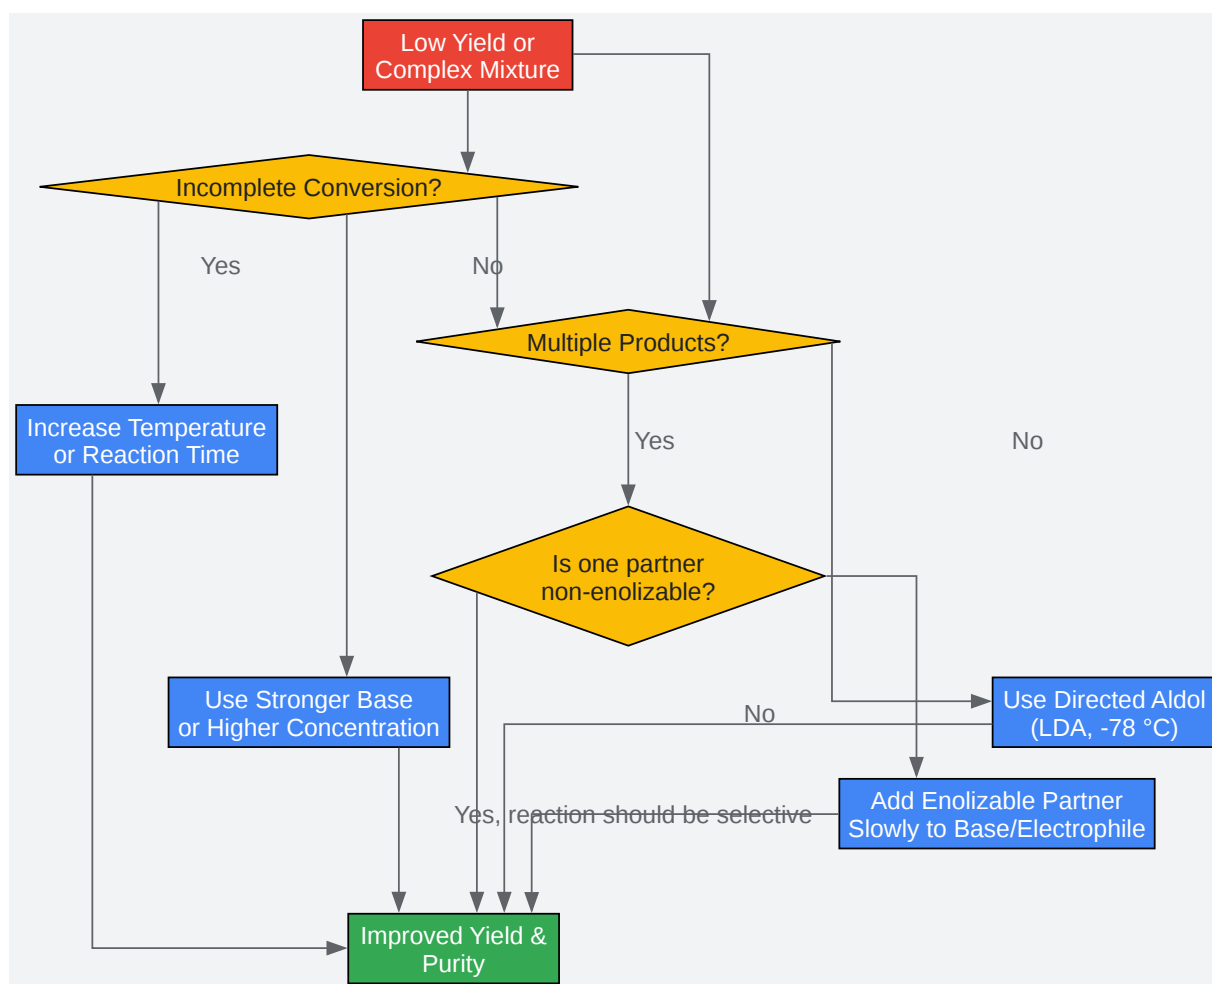 Low Yield or
Complex Mixture
Incomplete Conversion?
Yes
No
Multiple Products?
Increase Temperature
or Reaction Time
Yes
No
Is one partner
non-enolizable?
Use Stronger Base
or Higher Concentration
No
Use Directed Aldol
(LDA, -78 °C)
Yes, reaction should be selective
Add Enolizable Partner
Slowly to Base/Electrophile
Improved Yield &
Purity